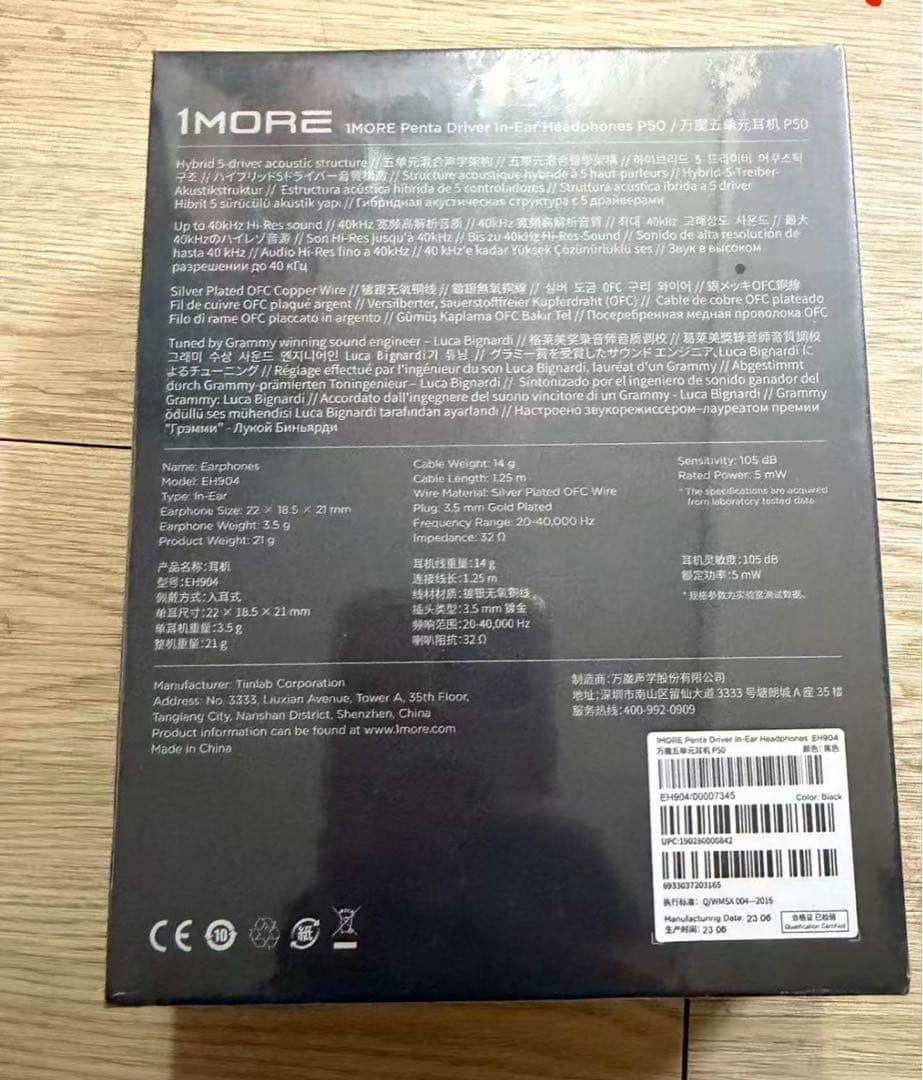 1MORE 1MORE Penta Driver In-Ear Headphones P50 / 万魔五单元耳机 P50
Hybrid 5-driver acoustic structure // 五单元混合声学架构 // 五單元混合聲學架構 // 하이브리드 5 드라이버 어쿠스틱
구조 // ハイブリッド5ドライバー音響構造 // Structure acoustique hybride à 5 haut-parleurs // Hybrid-5-Treiber-
Akustikstruktur // Estructura acústica híbrida de 5 controladores // Struttura acustica ibrida a 5 driver
Hibrit 5 sürücülü akustik yapı // Гибридная акустическая структура с 5 драйверами
Up to 40kHz Hi-Res sound // 40kHz 宽频高解析音质 // 40kHz 寬頻高解析音質 // 최대 40kHz 고해상도 사운드 // 最大
40kHzのハイレゾ音源 // Son Hi-Res jusqu'à 40kHz // Bis zu 40kHz Hi-Res-Sound // Sonido de alta resolución de
hasta 40 kHz // Audio Hi-Res fino a 40kHz // 40 kHz'e kadar Yüksek Çözünürlüklü ses // Звук в высоком
разрешении до 40 кГц
Silver Plated OFC Copper Wire // 镀银无氧铜线 // 鍍銀無氧銅線 // 실버 도금 OFC 구리 와이어 // 銀メッキOFC銅線
Fil de cuivre OFC plaqué argent // Versilberter, sauerstofffreier Kupferdraht (OFC) // Cable de cobre OFC plateado
Filo di rame OFC placcato in argento // Gümüş Kaplama OFC Bakır Tel // Посеребренная медная проволока OFC
Tuned by Grammy winning sound engineer – Luca Bignardi // 格莱美奖录音师音质调校 // 葛萊美獎錄音師音質調校
그래미 수상 사운드 엔지니어인 Luca Bignardi가 튜닝 // グラミー賞を受賞したサウンドエンジニア、Luca Bignardi に
よるチューニング // Réglage effectué par l'ingénieur du son Luca Bignardi, lauréat d'un Grammy // Abgestimmt
durch Grammy-prämierten Toningenieur – Luca Bignardi // Sintonizado por el ingeniero de sonido ganador del
Grammy: Luca Bignardi // Accordato dall'ingegnere del suono vincitore di un Grammy - Luca Bignardi // Grammy
ödüllü ses mühendisi Luca Bignardi tarafından ayarlandı // Настроено звукорежиссером-лауреатом премии
"Грэмми" - Лукой Биньярди
Name: Earphones
Model: EH904
Type: In-Ear
Earphone Size: 22 × 18.5 × 21 mm
Earphone Weight: 3.5 g
Product Weight: 21 g
Cable Weight: 14 g
Cable Length: 1.25 m
Wire Material: Silver Plated OFC Wire
Plug: 3.5 mm Gold Plated
Frequency Range: 20-40,000 Hz
Impedance: 32 Ω
Sensitivity: 105 dB
Rated Power: 5 mW
* The specifications are acquired
from laboratory tested data.
产品名称:耳机
型号:EH904
佩戴方式:入耳式
单耳尺寸:22 × 18.5 × 21 mm
单耳机重量:3.5 g
整机重量:21 g
耳机线重量:14 g
连接线长:1.25 m
线材材质:镀银无氧铜线
插头类型:3.5 mm 镀金
频响范围:20-40,000 Hz
喇叭阻抗:32 Ω
耳机灵敏度:105 dB
额定功率:5 mW
* 规格参数为实验室测试数据。
Manufacturer: Tiinlab Corporation
Address: No. 3333, Liuxian Avenue, Tower A, 35th Floor,
Tanglang City, Nanshan District, Shenzhen, China
Product information can be found at www.1more.com
Made in China
制造商:万魔声学股份有限公司
地址:深圳市南山区留仙大道 3333 号塘朗城 A 座 35 楼
服务热线:400-992-0909
1MORE Penta Driver In-Ear Headphones EH904
万魔五单元耳机 P50 颜色: 黑色
EH904/00007345 Color: Black
UPC:190280000842
6933037203165
执行标准: Q/WMSX 004—2016
Manufacturing Date: 23 06
生产时间: 23 06
合格证 已检验
Qualification Certified
CE 10 紙